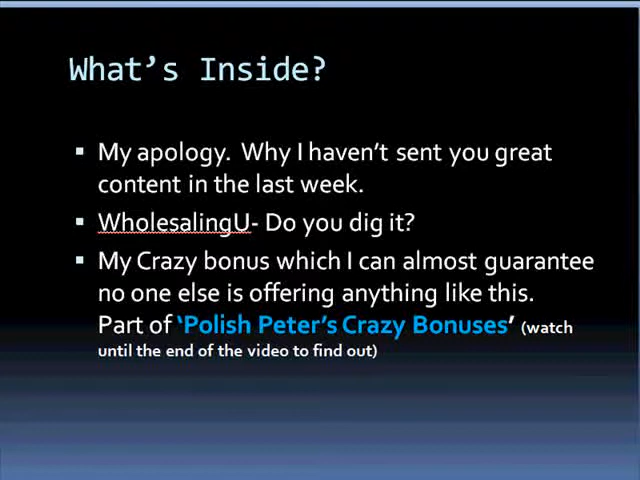 What's Inside?
▪ My apology.  Why I haven't sent you great
content in the last week.
▪ WholesalingU- Do you dig it?
▪ My Crazy bonus which I can almost guarantee
no one else is offering anything like this.
Part of 'Polish Peter's Crazy Bonuses' (watch
until the end of the video to find out)